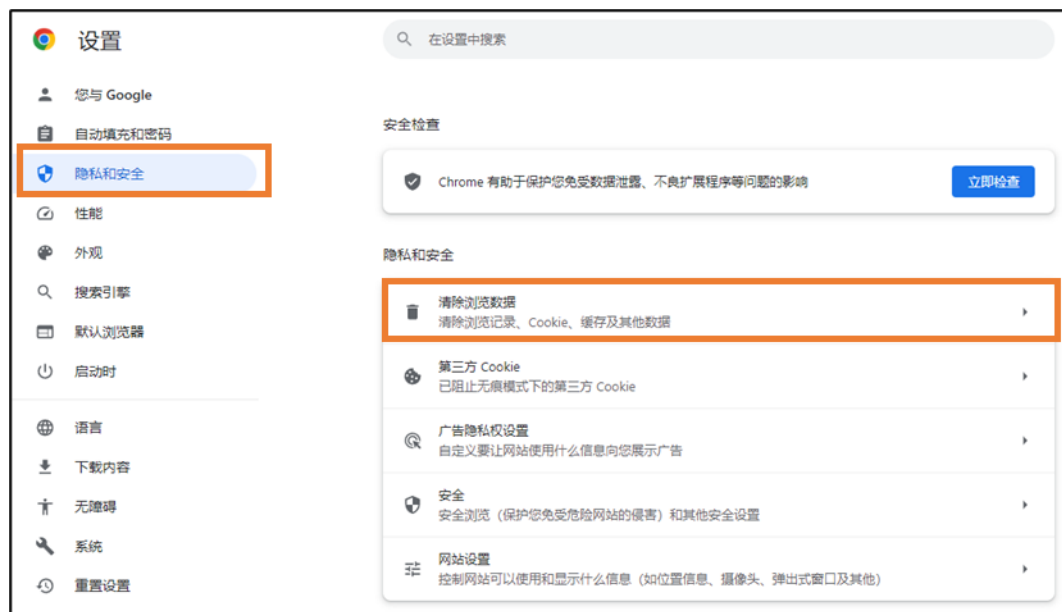 设置
在设置中搜索
您与 Google
自动填充和密码
隐私和安全
性能
外观
搜索引擎
默认浏览器
启动时
语言
下载内容
无障碍
系统
重置设置
安全检查
Chrome 有助于保护您免受数据泄露、不良扩展程序等问题的影响
立即检查
隐私和安全
清除浏览数据
清除浏览记录、Cookie、缓存及其他数据
第三方 Cookie
已阻止无痕模式下的第三方 Cookie
广告隐私权设置
自定义要让网站使用什么信息向您展示广告
安全
安全浏览（保护您免受危险网站的侵害）和其他安全设置
网站设置
控制网站可以使用和显示什么信息（如位置信息、摄像头、弹出式窗口及其他）